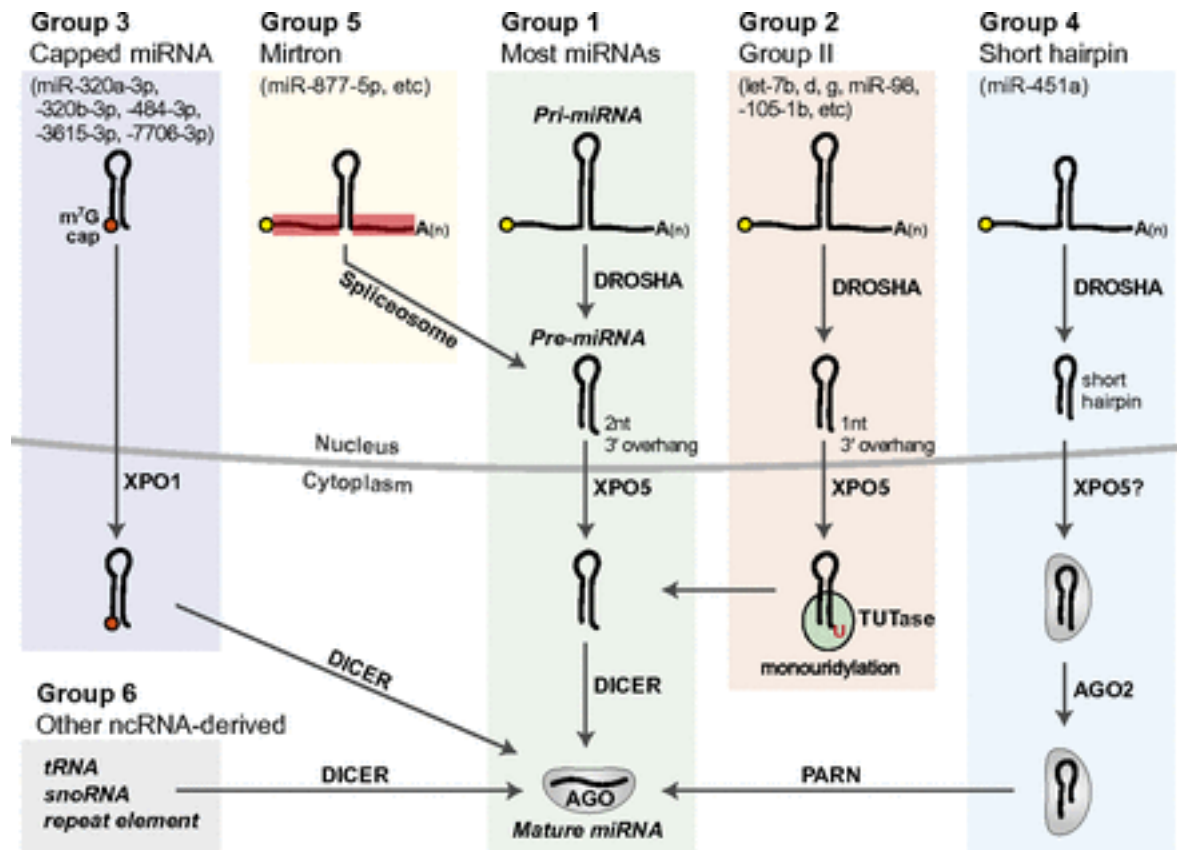 Group 3
Capped miRNA
(miR-320a-3p,
-320b-3p, -484-3p,
-3615-3p, -7706-3p)
m7G
cap
XPO1
Group 5
Mirtron
(miR-877-5p, etc)
A(n)
Spliceosome
Group 1
Most miRNAs
Pri-miRNA
A(n)
DROSHA
Pre-miRNA
2nt
3' overhang
XPO5
DICER
AGO
Mature miRNA
Group 2
Group II
(let-7b, d, g, miR-98,
-105-1b, etc)
A(n)
DROSHA
1nt
3' overhang
XPO5
U
TUTase
monouridylation
Group 4
Short hairpin
(miR-451a)
A(n)
DROSHA
short
hairpin
XPO5?
AGO2
PARN
Nucleus
Cytoplasm
DICER
Group 6
Other ncRNA-derived
tRNA
snoRNA
repeat element
DICER